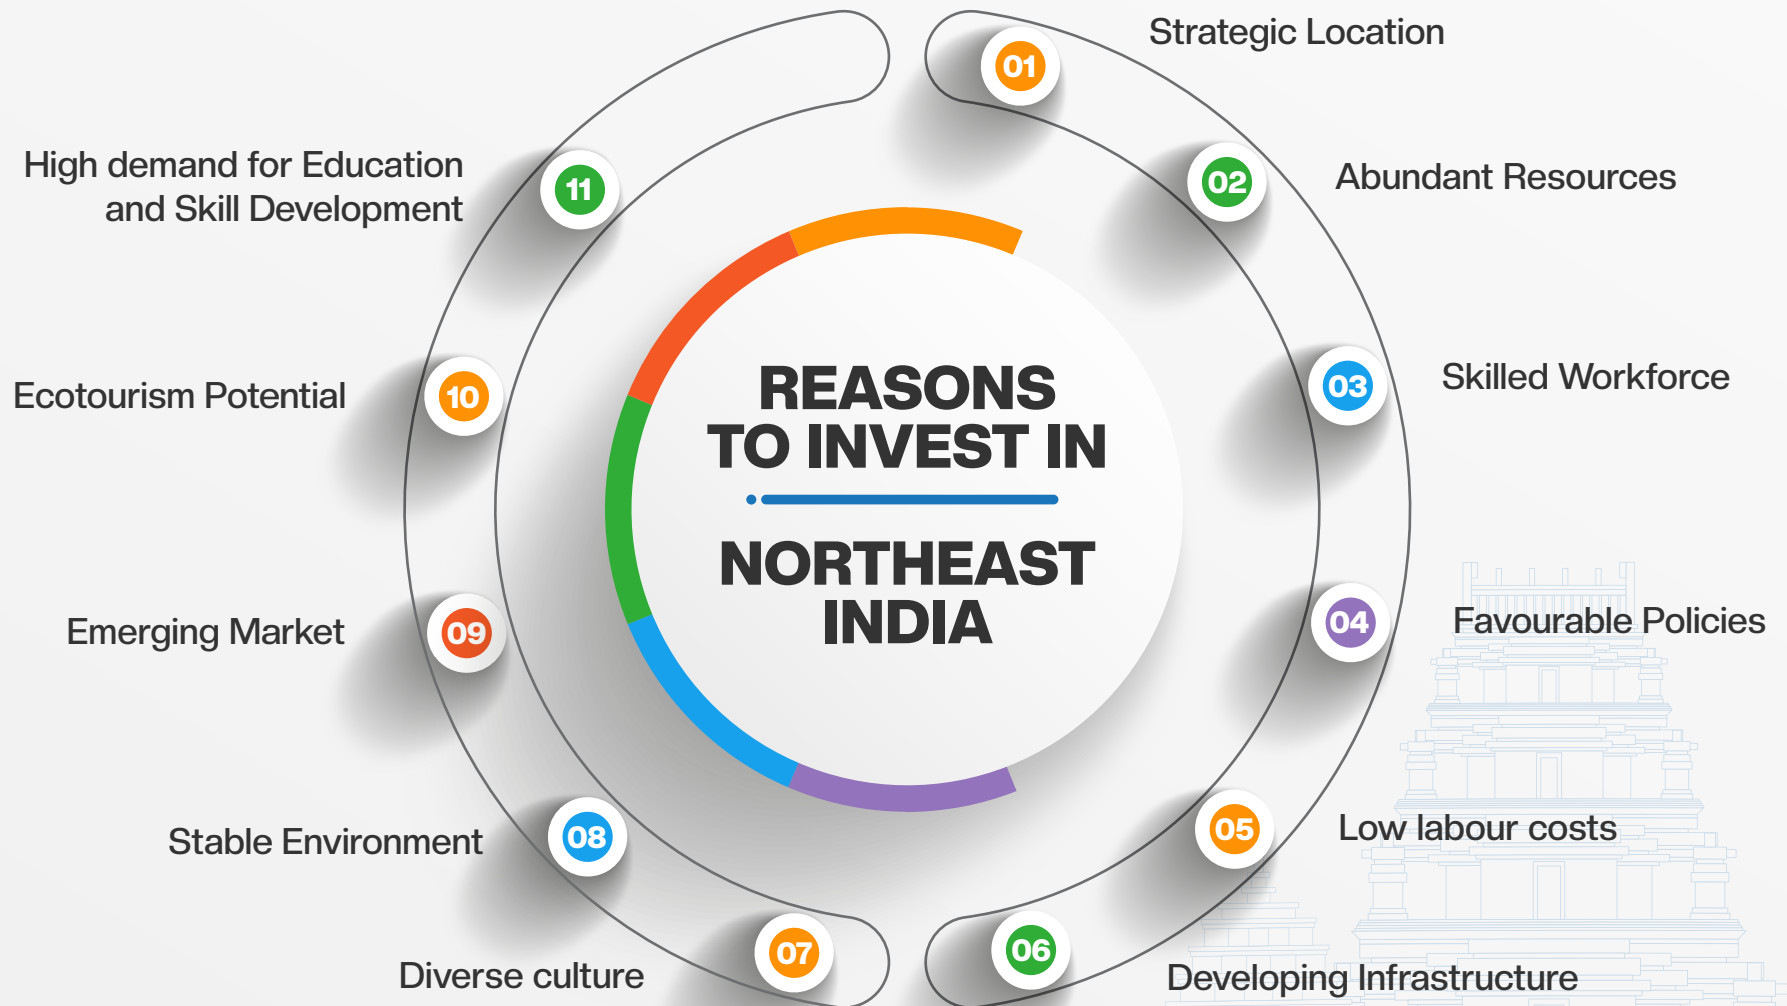 REASONS
TO INVEST IN
NORTHEAST
INDIA
01
Strategic Location
02
Abundant Resources
03
Skilled Workforce
04
Favourable Policies
05
Low labour costs
06
Developing Infrastructure
07
Diverse culture
08
Stable Environment
09
Emerging Market
10
Ecotourism Potential
11
High demand for Education
and Skill Development